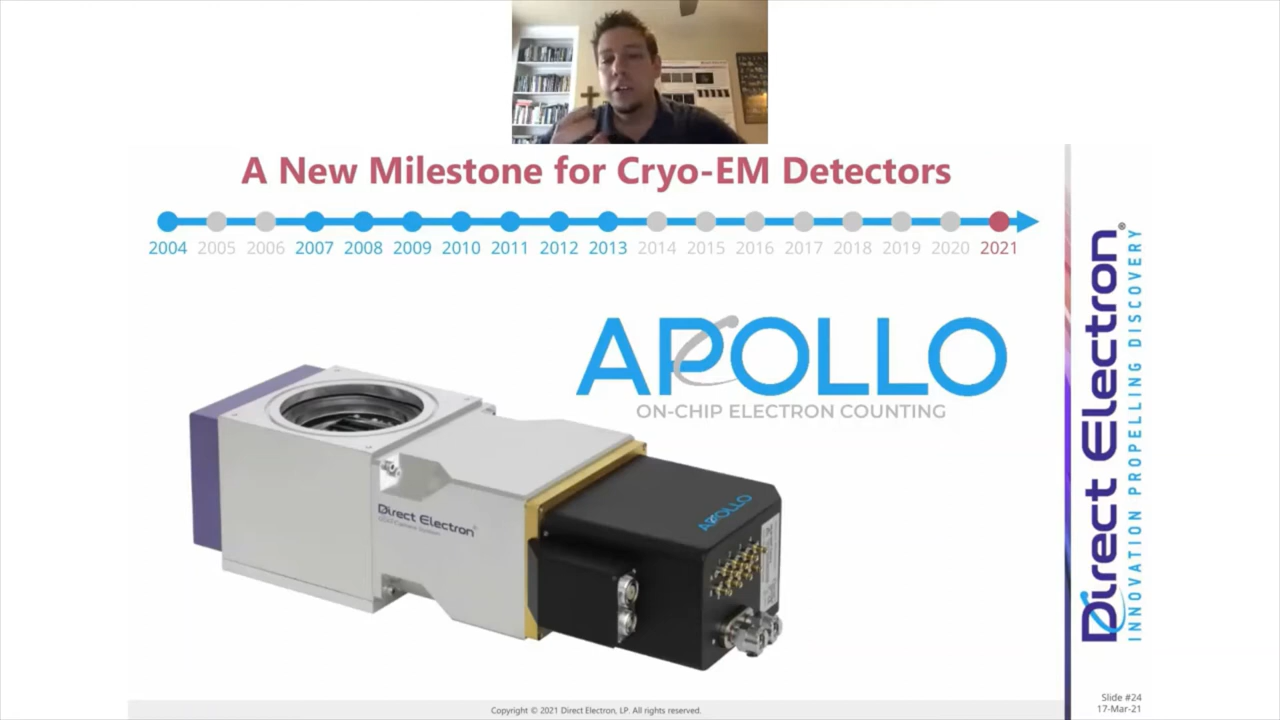 A New Milestone for Cryo-EM Detectors
2004 2005 2006 2007 2008 2009 2010 2011 2012 2013 2014 2015 2016 2017 2018 2019 2020 2021
APOLLO
ON-CHIP ELECTRON COUNTING
Direct Electron®
APOLLO
Direct Electron®
INNOVATION PROPELLING DISCOVERY
Slide #24
17-Mar-21
Copyright © 2021 Direct Electron, LP. All rights reserved.